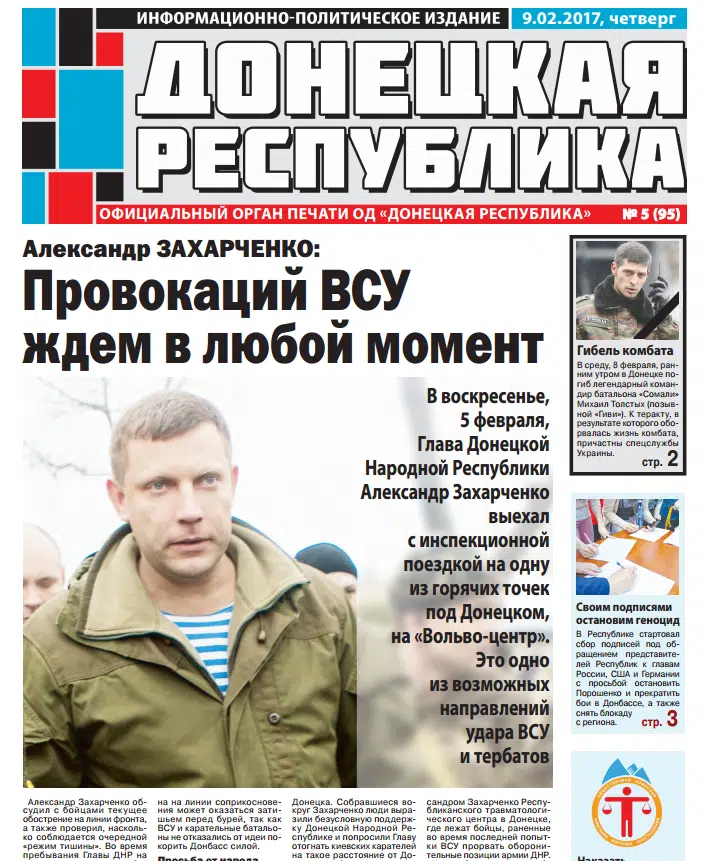 ИНФОРМАЦИОННО-ПОЛИТИЧЕСКОЕ ИЗДАНИЕ
9.02.2017, четверг
ДОНЕЦКАЯ
РЕСПУБЛИКА
ОФИЦИАЛЬНЫЙ ОРГАН ПЕЧАТИ ОД «ДОНЕЦКАЯ РЕСПУБЛИКА»
№ 5 (95)
Александр ЗАХАРЧЕНКО:
Провокаций ВСУ
ждем в любой момент
В воскресенье,
5 февраля,
Глава Донецкой
Народной Республики
Александр Захарченко
выехал
с инспекционной
поездкой на одну
из горячих точек
под Донецком,
на «Вольво-центр».
Это одно
из возможных
направлений
удара ВСУ
и тербатов
Александр Захарченко об-
судил с бойцами текущее
обострение на линии фронта,
а также проверил, насколь-
ко соблюдается очередной
«режим тишины». Во время
пребывания Главы ДНР на
на на линии соприкоснове-
ния может оказаться зати-
шьем перед бурей, так как
ВСУ и карательные батальо-
ны не отказались от идеи по-
корить Донбасс силой.
Просьба от народа
Донецка. Собравшиеся во-
круг Захарченко люди выра-
зили безусловную поддерж-
ку Донецкой Народной Ре-
спублике и попросили Главу
отогнать киевских карателей
на такое расстояние от До-
сандром Захарченко Респу-
бликанского травматологи-
ческого центра в Донецке,
где лежат бойцы, раненные
во время последней попыт-
ки ВСУ прорвать оборони-
тельные позиции армии ДНР.
Гибель комбата
В среду, 8 февраля, ран-
ним утром в Донецке по-
гиб легендарный коман-
дир батальона «Сомали»
Михаил Толстых (позыв-
ной «Гиви»). К теракту, в
результате которого обо-
рвалась жизнь комбата,
причастны спецслужбы
Украины.
стр. 2
Своим подписями
остановим геноцид
В Республике стартовал
сбор подписей под об-
ращением представите-
лей Республик к главам
России, США и Германии
с просьбой остановить
Порошенко и прекратить
бои в Донбассе, а также
снять блокаду
с региона.
стр. 3
Наказать